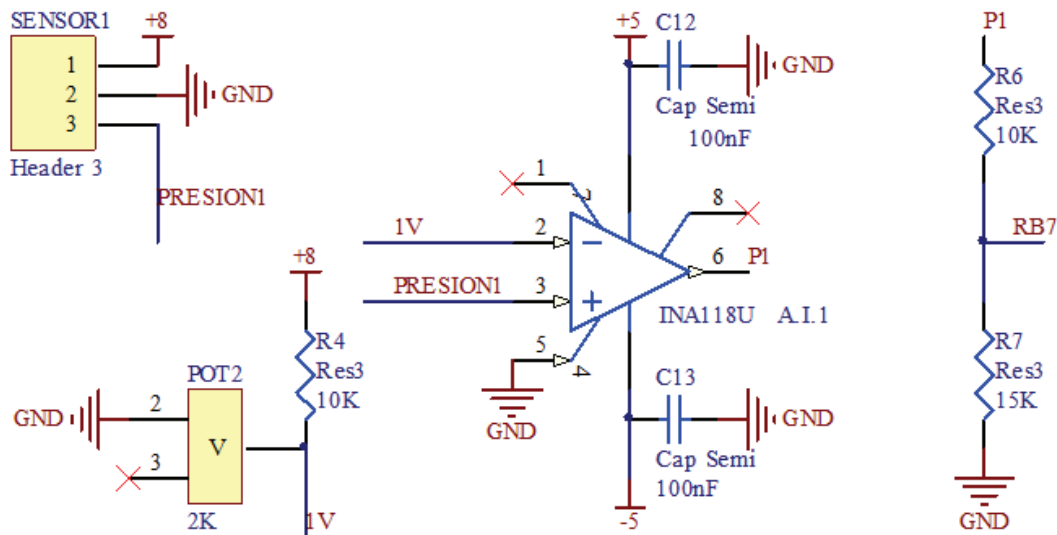 SENSOR1
+8
1
2
GND
3
Header 3
PRESION1
+5
C12
GND
Cap Semi
100nF
1
8
1V
2
6
P1
PRESION1
3
INA118U A.I.1
5
4
7
GND
C13
GND
Cap Semi
100nF
-5
+8
R4
Res3
10K
POT2
GND
2
V
3
2K
1V
P1
R6
Res3
10K
RB7
R7
Res3
15K
GND